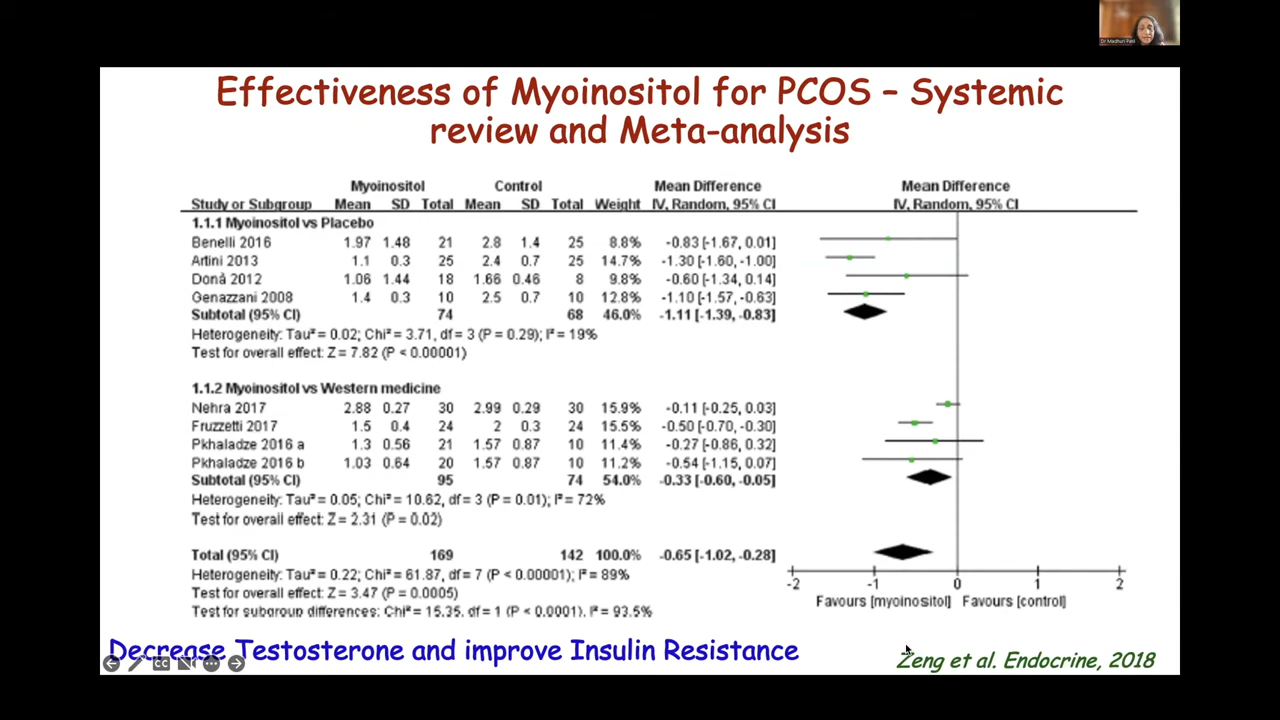 Dr Madhuri Patil
Effectiveness of Myoinositol for PCOS – Systemic
review and Meta-analysis
Myoinositol Control Mean Difference Mean Difference
Study or Subgroup Mean SD Total Mean SD Total Weight IV, Random, 95% CI IV, Random, 95% CI
1.1.1 Myoinositol vs Placebo
Benelli 2016 1.97 1.48 21 2.8 1.4 25 8.8% -0.83 [-1.67, 0.01]
Artini 2013 1.1 0.3 25 2.4 0.7 25 14.7% -1.30 [-1.60, -1.00]
Donà 2012 1.06 1.44 18 1.66 0.46 8 9.8% -0.60 [-1.34, 0.14]
Genazzani 2008 1.4 0.3 10 2.5 0.7 10 12.8% -1.10 [-1.57, -0.63]
Subtotal (95% CI) 74 68 46.0% -1.11 [-1.39, -0.83]
Heterogeneity: Tau² = 0.02; Chi² = 3.71, df = 3 (P = 0.29); I² = 19%
Test for overall effect: Z = 7.82 (P < 0.00001)
1.1.2 Myoinositol vs Western medicine
Nehra 2017 2.88 0.27 30 2.99 0.29 30 15.9% -0.11 [-0.25, 0.03]
Fruzzetti 2017 1.5 0.4 24 2 0.3 24 15.5% -0.50 [-0.70, -0.30]
Pkhaladze 2016 a 1.3 0.56 21 1.57 0.87 10 11.4% -0.27 [-0.86, 0.32]
Pkhaladze 2016 b 1.03 0.64 20 1.57 0.87 10 11.2% -0.54 [-1.15, 0.07]
Subtotal (95% CI) 95 74 54.0% -0.33 [-0.60, -0.05]
Heterogeneity: Tau² = 0.05; Chi² = 10.62, df = 3 (P = 0.01); I² = 72%
Test for overall effect: Z = 2.31 (P = 0.02)
Total (95% CI) 169 142 100.0% -0.65 [-1.02, -0.28]
Heterogeneity: Tau² = 0.22; Chi² = 61.87, df = 7 (P < 0.00001); I² = 89%
Test for overall effect: Z = 3.47 (P = 0.0005)
Test for subgroup differences: Chi² = 15.35, df = 1 (P < 0.0001), I² = 93.5%
-2 -1 0 1 2
Favours [myoinositol] Favours [control]
Decrease Testosterone and improve Insulin Resistance
CC
Zeng et al. Endocrine, 2018